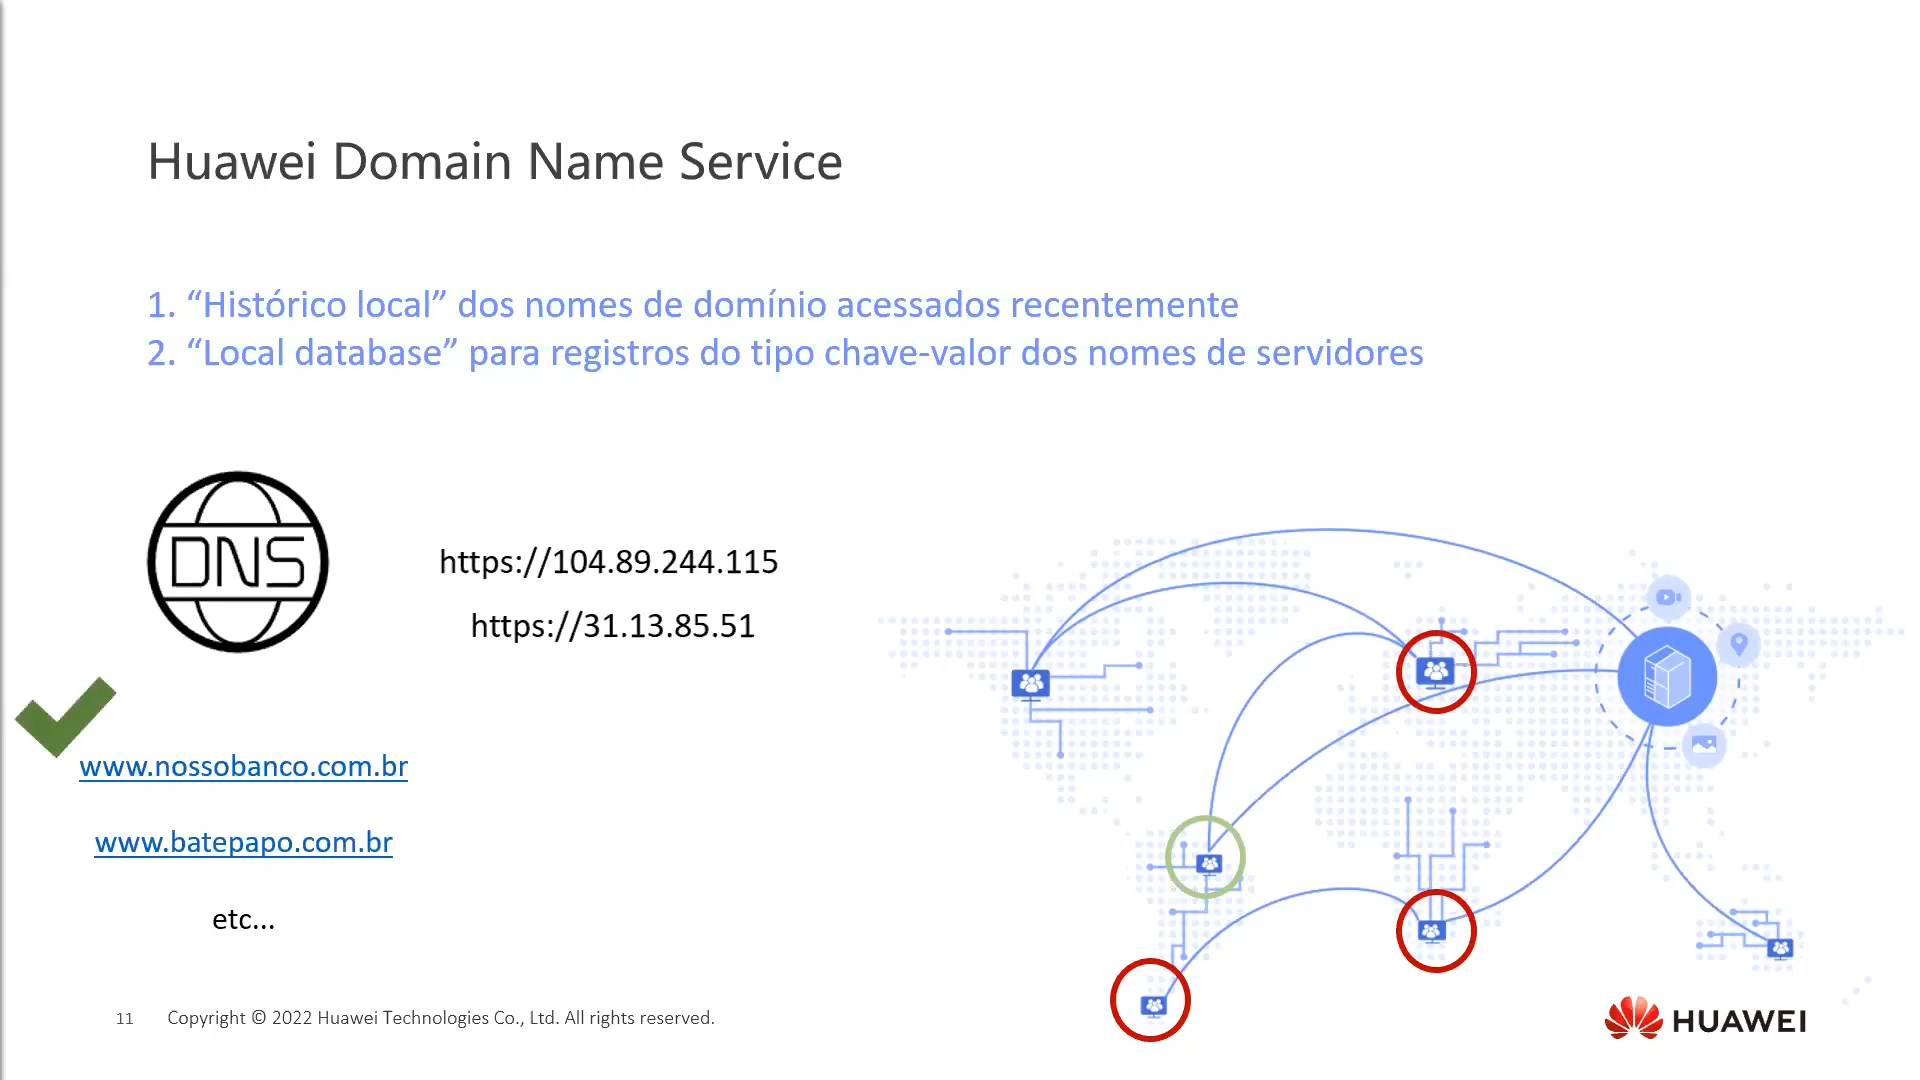 Huawei Domain Name Service
1. “Histórico local” dos nomes de domínio acessados recentemente
2. “Local database” para registros do tipo chave-valor dos nomes de servidores
DNS
https://104.89.244.115
https://31.13.85.51
www.nossobanco.com.br
www.batepapo.com.br
etc...
11 Copyright © 2022 Huawei Technologies Co., Ltd. All rights reserved.
HUAWEI